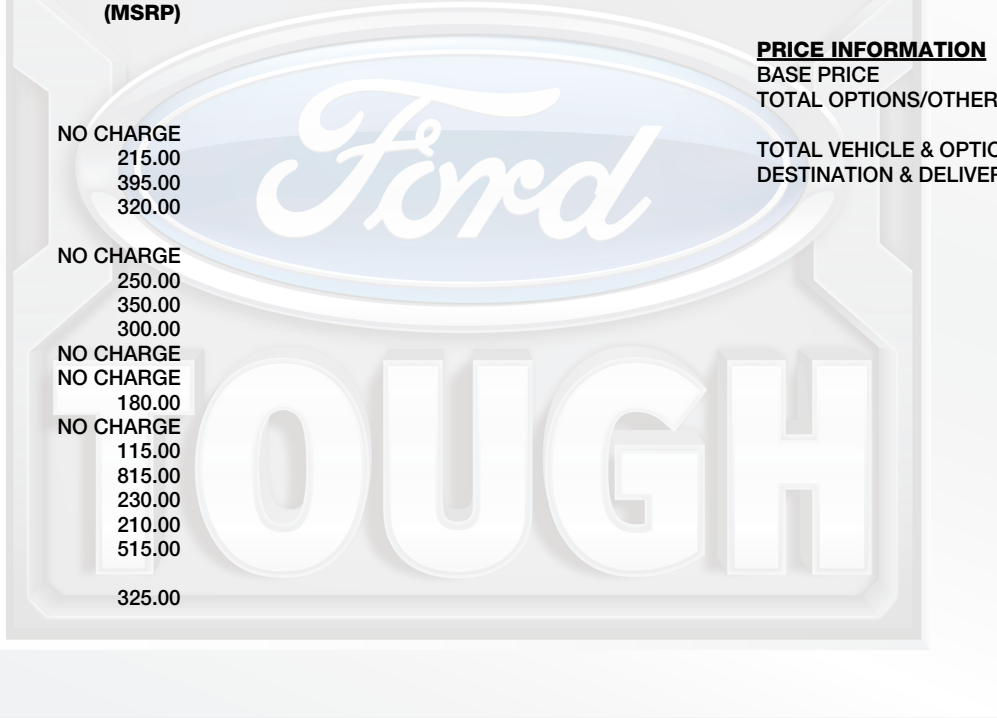 (MSRP)
NO CHARGE
215.00
395.00
320.00
NO CHARGE
250.00
350.00
300.00
NO CHARGE
NO CHARGE
180.00
NO CHARGE
115.00
815.00
230.00
210.00
515.00
325.00
PRICE INFORMATION
BASE PRICE
TOTAL OPTIONS/OTHER
TOTAL VEHICLE & OPTIO
DESTINATION & DELIVER
Ford
TOUGH